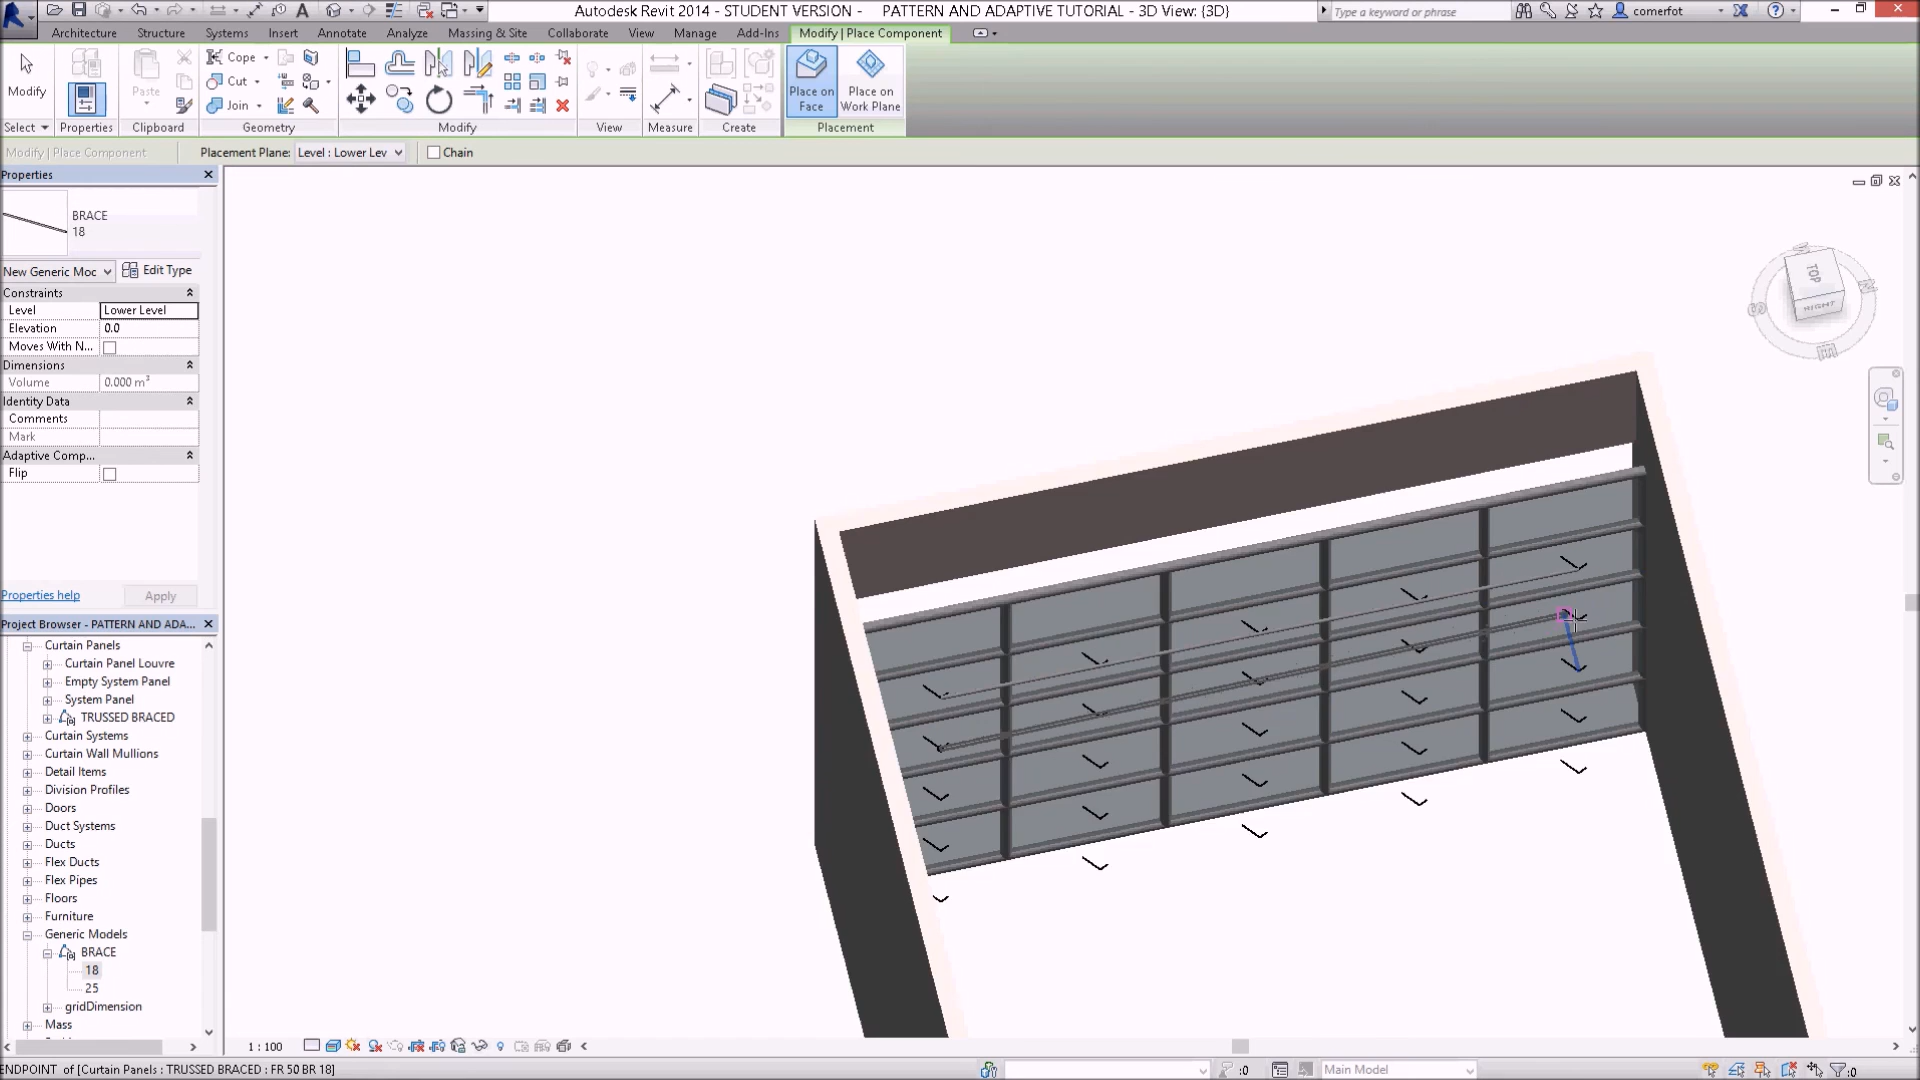 Autodesk Revit 2014 - STUDENT VERSION - PATTERN AND ADAPTIVE TUTORIAL - 3D View: {3D}
Type a keyword or phrase
comerfot
Architecture Structure Systems Insert Annotate Analyze Massing & Site Collaborate View Manage Add-Ins Modify | Place Component
Modify
Paste
Cope
Cut
Join
Place on Face
Place on Work Plane
Select Properties Clipboard Geometry Modify View Measure Create Placement
Modify | Place Component Placement Plane: Level : Lower Lev Chain
Properties
BRACE
18
New Generic Moc Edit Type
Constraints
Level Lower Level
Elevation 0.0
Moves With N...
Dimensions
Volume 0.000 m³
Identity Data
Comments
Mark
Adaptive Comp...
Flip
Properties help Apply
Project Browser - PATTERN AND ADA...
Curtain Panels
Curtain Panel Louvre
Empty System Panel
System Panel
TRUSSED BRACED
Curtain Systems
Curtain Wall Mullions
Detail Items
Division Profiles
Doors
Duct Systems
Ducts
Flex Ducts
Flex Pipes
Floors
Furniture
Generic Models
BRACE
18
25
gridDimension
Mass
TOP
RIGHT
1 : 100
ENDPOINT of [Curtain Panels : TRUSSED BRACED : FR 50 BR 18]
:0
Main Model
:0